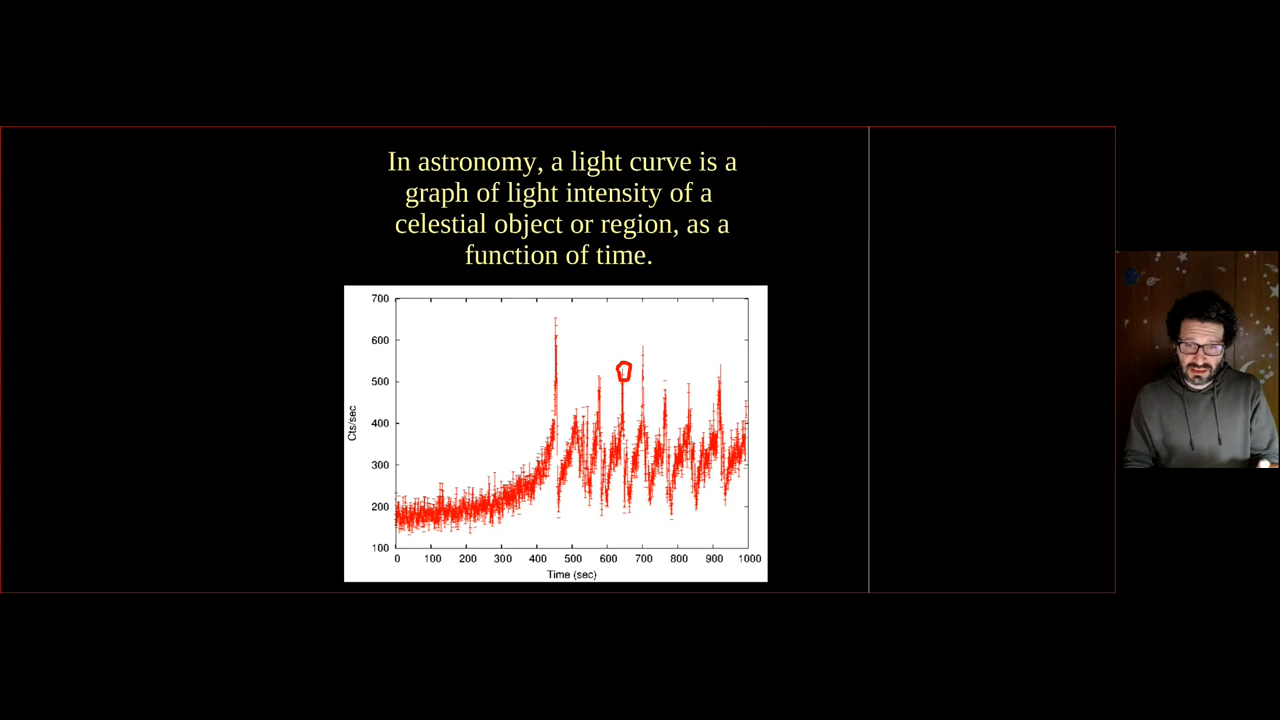 In astronomy, a light curve is a
graph of light intensity of a
celestial object or region, as a
function of time.
700
600
500
400
300
200
100
Cts/sec
0 100 200 300 400 500 600 700 800 900 1000
Time (sec)